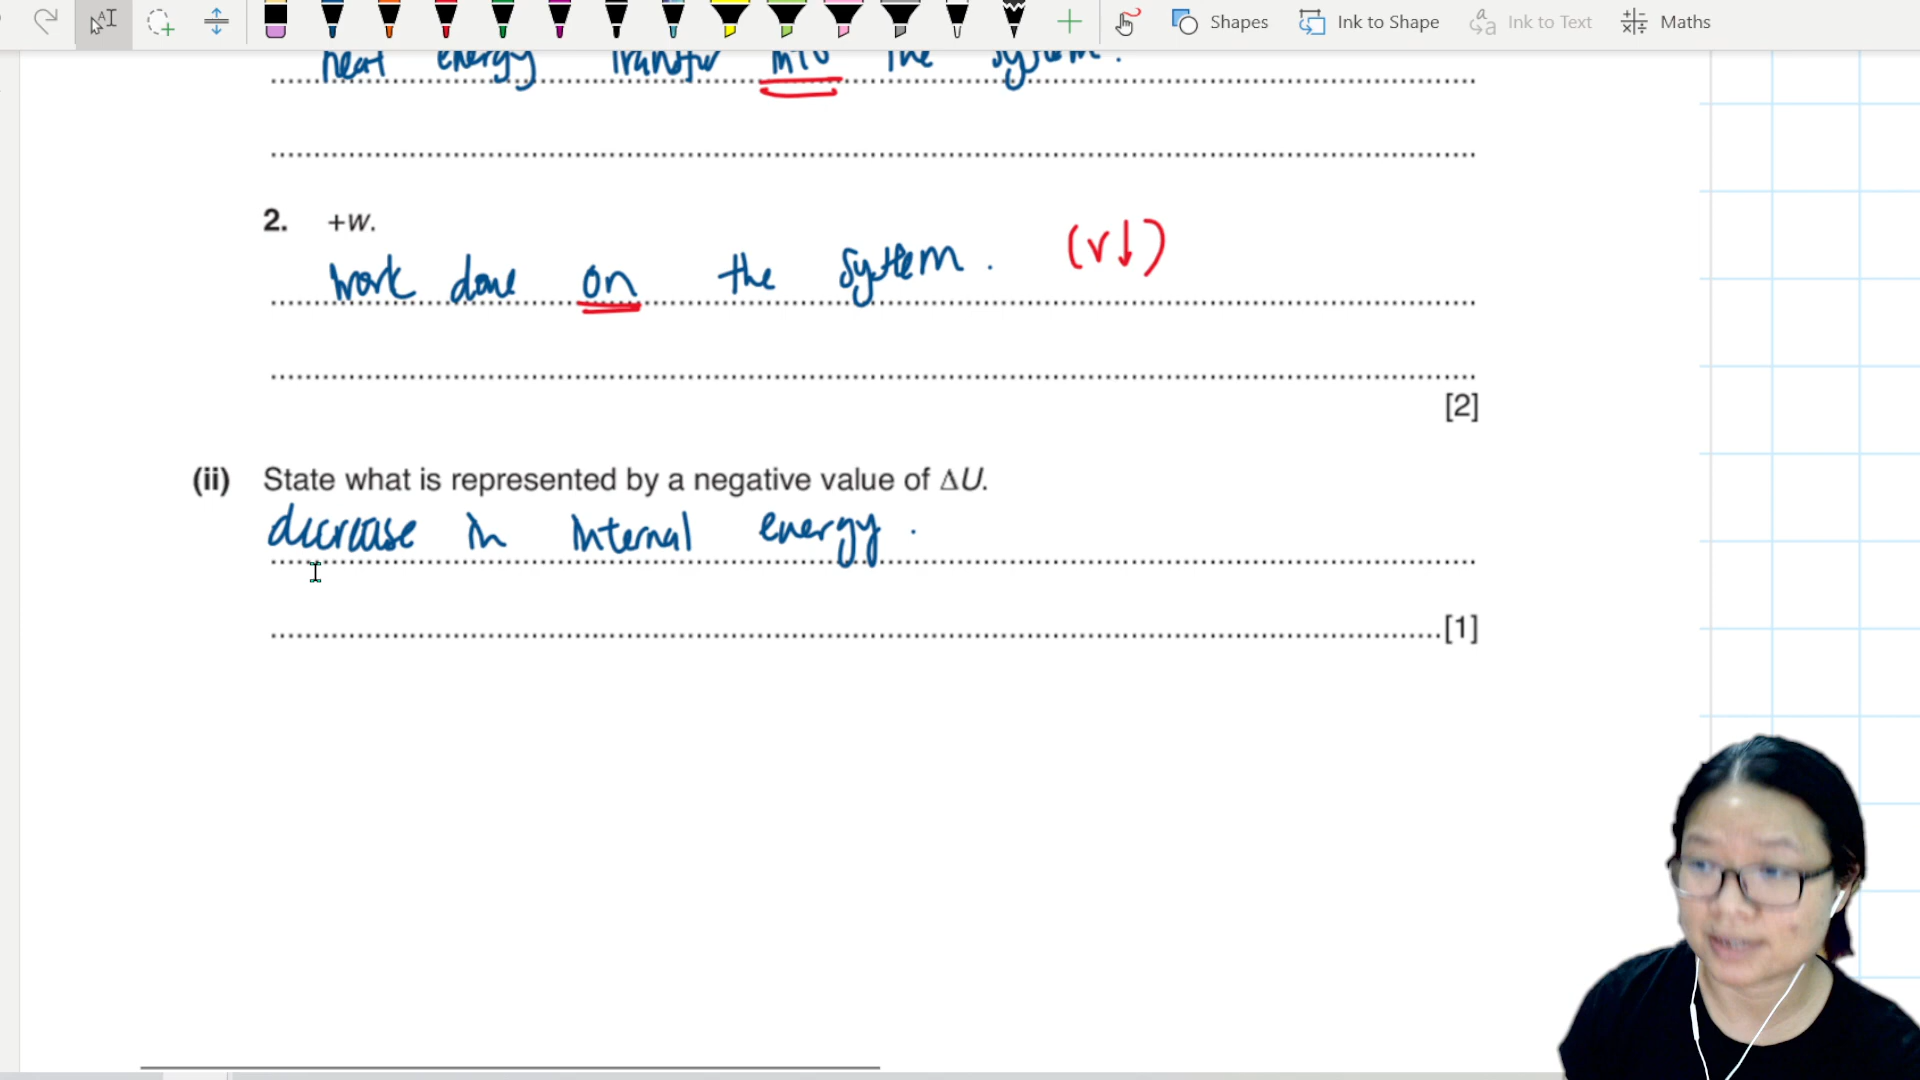 Shapes Ink to Shape Ink to Text Maths
heat energy transfer into the system.
2. +w.
work done on the system. (V↓)
[2]
(ii) State what is represented by a negative value of ΔU.
decrease in internal energy.
[1]